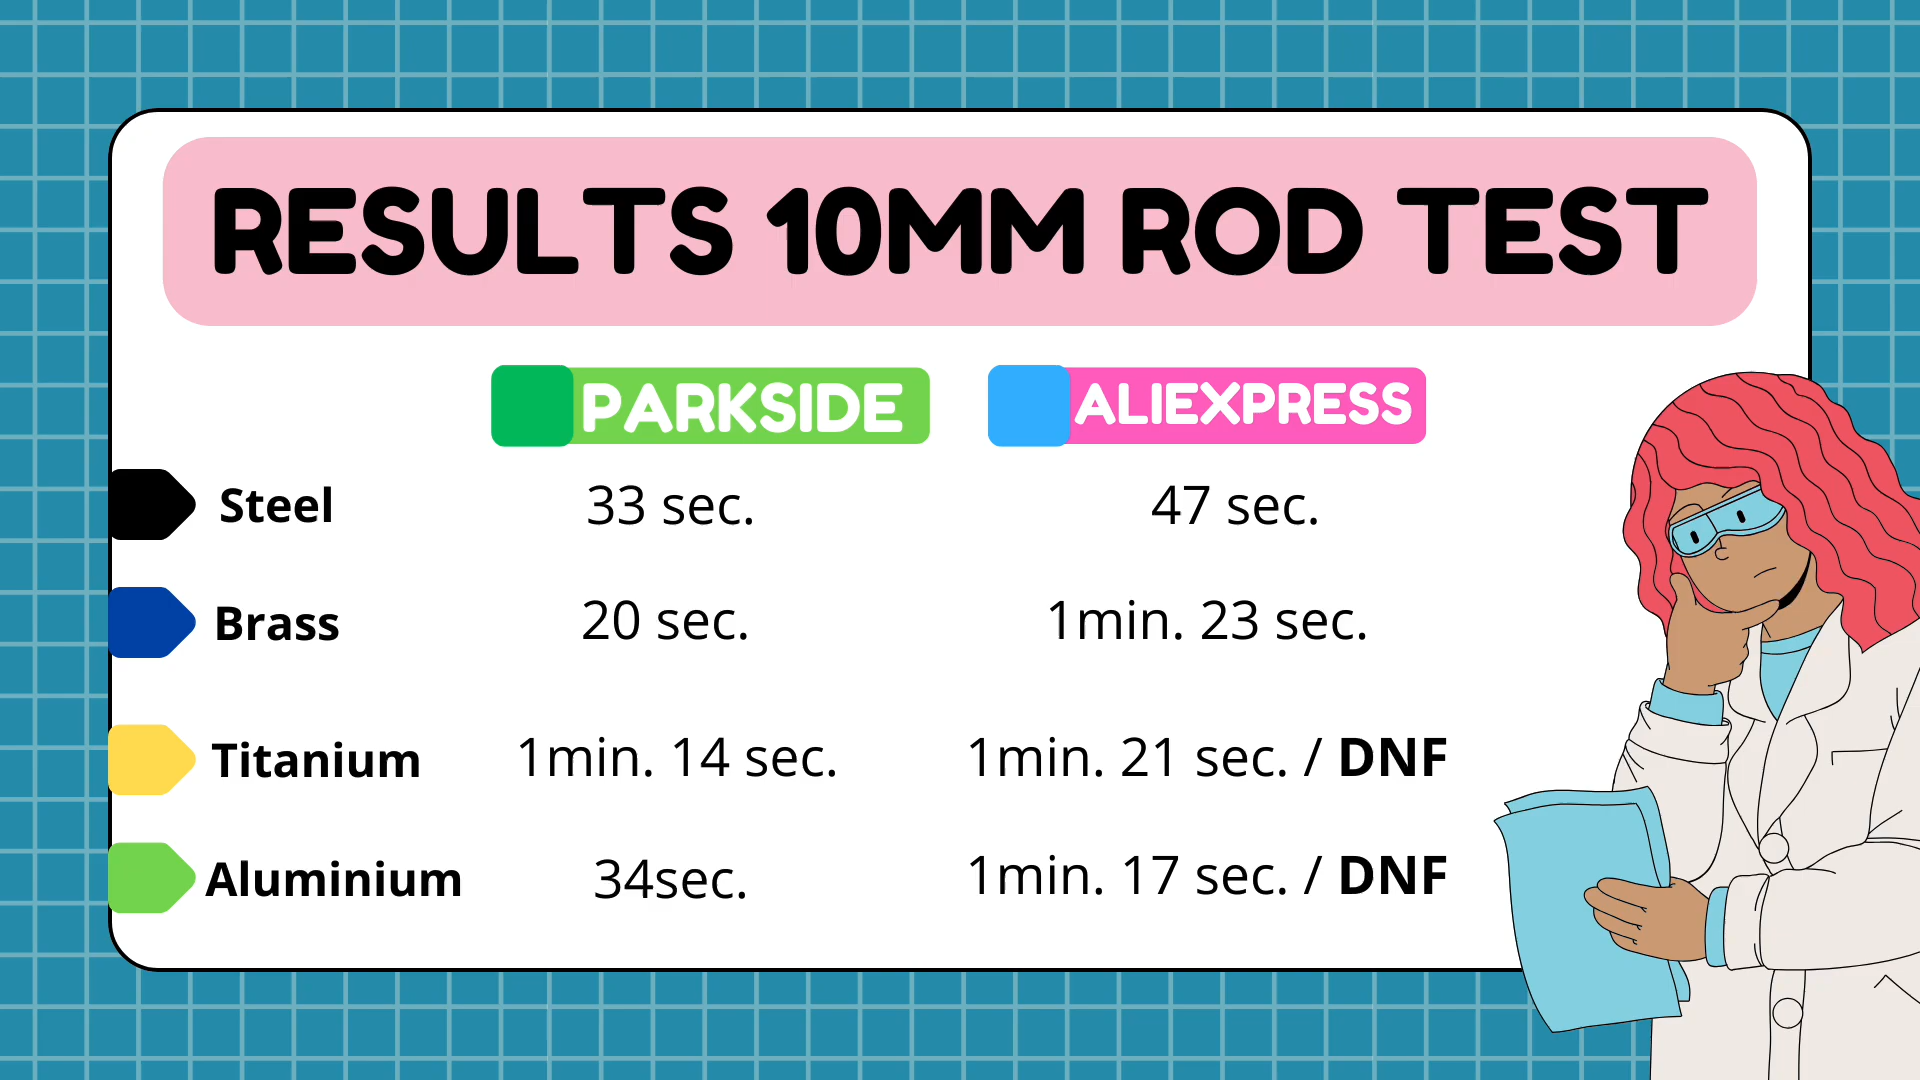 RESULTS 10MM ROD TEST
PARKSIDE ALIEXPRESS
Steel 33 sec. 47 sec.
Brass 20 sec. 1min. 23 sec.
Titanium 1min. 14 sec. 1min. 21 sec. / DNF
Aluminium 34sec. 1min. 17 sec. / DNF